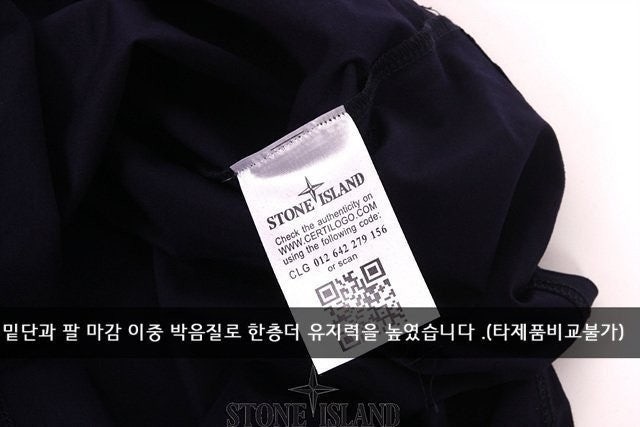 STONE ISLAND
Check the authenticity on
WWW.CERTILOGO.COM
using the following code:
CLG 012 642 279 156
or scan
밑단과 팔 마감 이중 박음질로 한층더 유지력을 높였습니다 .(타제품비교불가)
STONE ISLAND